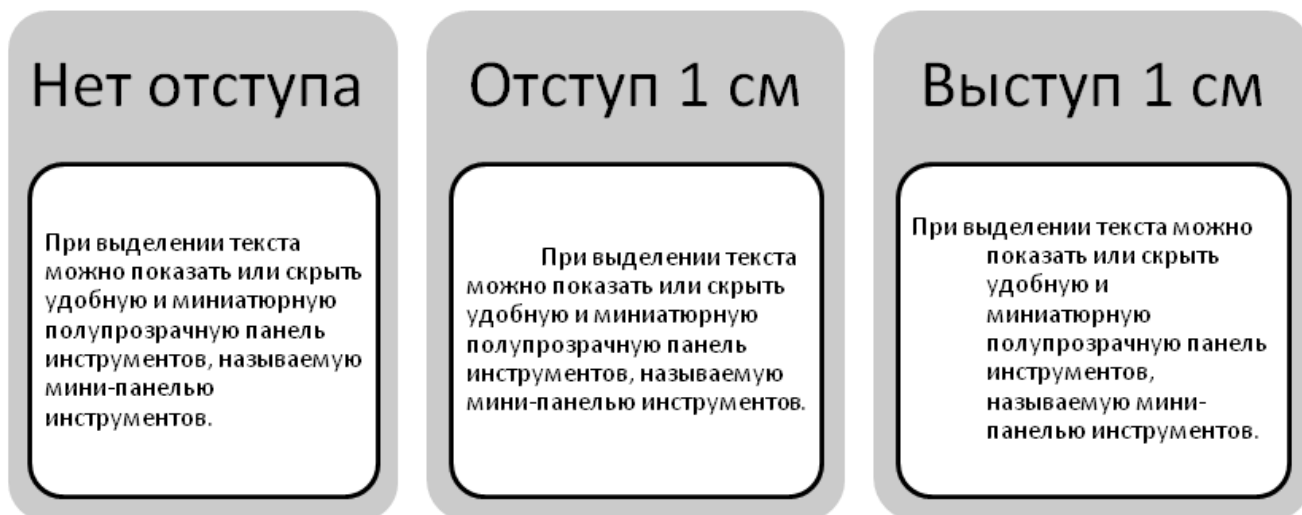 Нет отступа
При выделении текста
можно показать или скрыть
удобную и миниатюрную
полупрозрачную панель
инструментов, называемую
мини-панелью
инструментов.
Отступ 1 см
При выделении текста
можно показать или скрыть
удобную и миниатюрную
полупрозрачную панель
инструментов, называемую
мини-панелью инструментов.
Выступ 1 см
При выделении текста можно
показать или скрыть
удобную и
миниатюрную
полупрозрачную панель
инструментов,
называемую мини-
панелью инструментов.